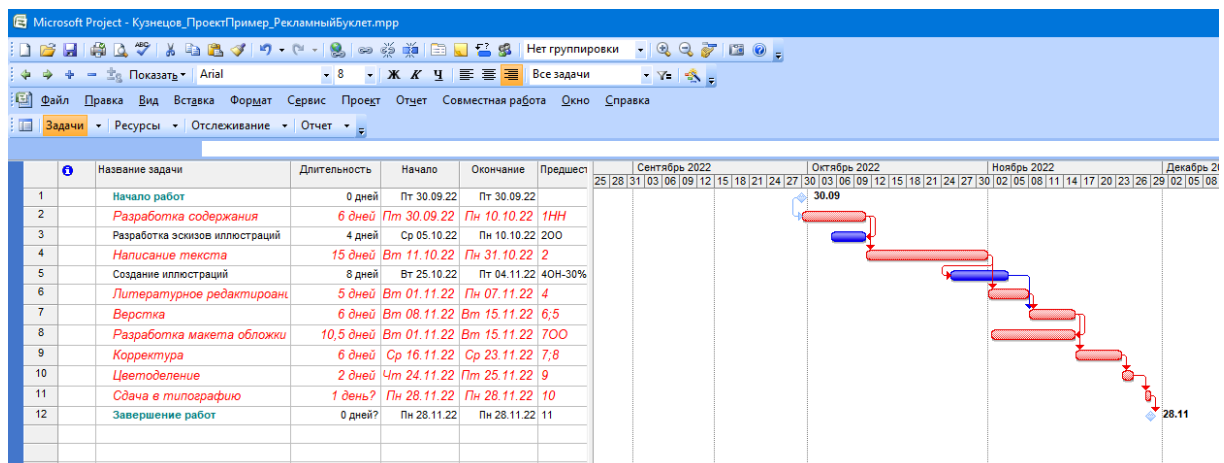 Microsoft Project - Кузнецов_ПроектПример_РекламныйБуклет.mpp
Нет группировки
Показать Arial 8 Ж К Ч Все задачи
Файл Правка Вид Вставка Формат Сервис Проект Отчет Совместная работа Окно Справка
Задачи Ресурсы Отслеживание Отчет
Название задачи Длительность Начало Окончание Предшест Сентябрь 2022 Октябрь 2022 Ноябрь 2022 Декабрь 20
25 28 31 03 06 09 12 15 18 21 24 27 30 03 06 09 12 15 18 21 24 27 30 02 05 08 11 14 17 20 23 26 29 02 05 08
1 Начало работ 0 дней Пт 30.09.22 Пт 30.09.22 30.09
2 Разработка содержания 6 дней Пт 30.09.22 Пн 10.10.22 1НН
3 Разработка эскизов иллюстраций 4 дней Ср 05.10.22 Пн 10.10.22 2ОО
4 Написание текста 15 дней Вт 11.10.22 Пн 31.10.22 2
5 Создание иллюстраций 8 дней Вт 25.10.22 Пт 04.11.22 4ОН-30%
6 Литературное редактировани 5 дней Вт 01.11.22 Пн 07.11.22 4
7 Верстка 6 дней Вт 08.11.22 Вт 15.11.22 6;5
8 Разработка макета обложки 10,5 дней Вт 01.11.22 Вт 15.11.22 7ОО
9 Корректура 6 дней Ср 16.11.22 Ср 23.11.22 7;8
10 Цветоделение 2 дней Чт 24.11.22 Пт 25.11.22 9
11 Сдача в типографию 1 день? Пн 28.11.22 Пн 28.11.22 10
12 Завершение работ 0 дней? Пн 28.11.22 Пн 28.11.22 11 28.11